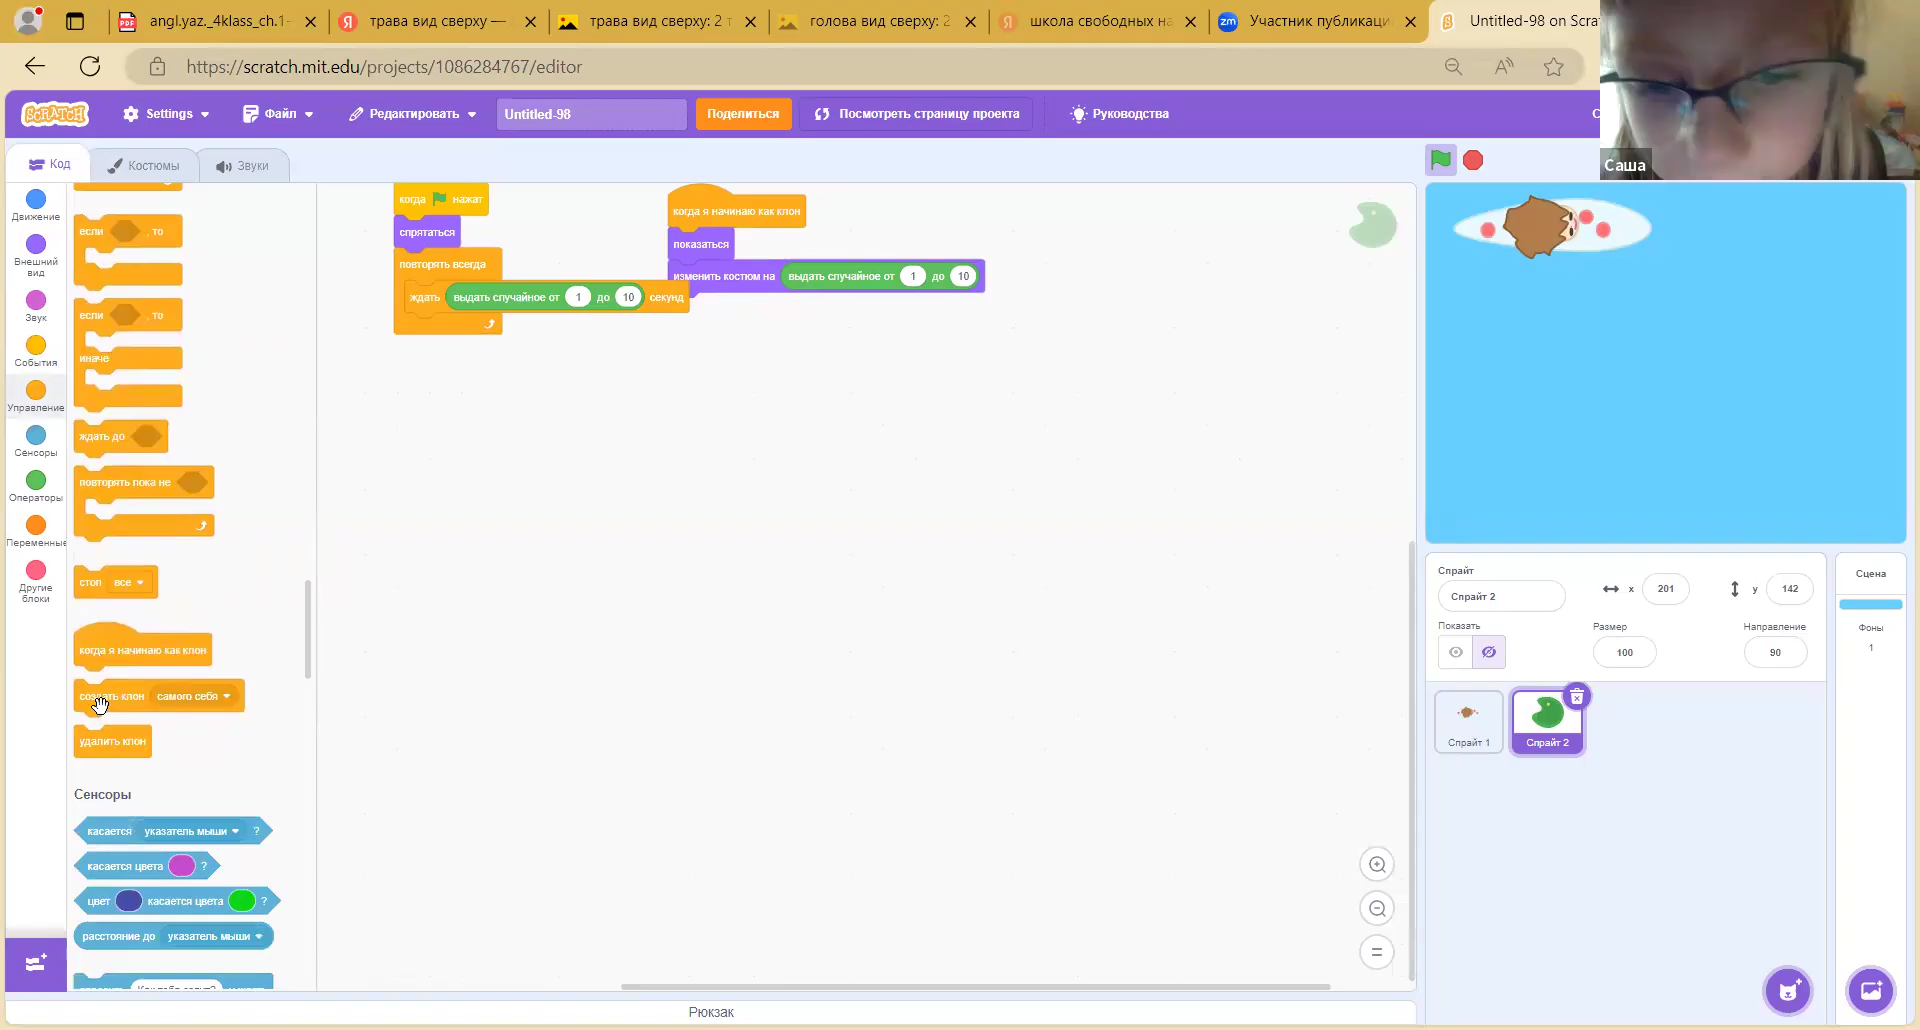 angl.yaz._4klass_ch.1-
трава вид сверху —
трава вид сверху: 2 т
голова вид сверху: 2
школа свободных на
Участник публикаци
Untitled-98 on Scra
https://scratch.mit.edu/projects/1086284767/editor
SCRATCH
Settings
Файл
Редактировать
Untitled-98
Поделиться
Посмотреть страницу проекта
Руководства
Саша
Код
Костюмы
Звуки
Движение
Внешний вид
Звук
События
Управление
Сенсоры
Операторы
Переменные
Другие блоки
если , то
если , то
иначе
ждать до
повторять пока не
стоп все
когда я начинаю как клон
создать клон самого себя
удалить клон
Сенсоры
касается указатель мыши ?
касается цвета ?
цвет касается цвета ?
расстояние до указатель мыши
когда нажат
спрятаться
повторять всегда
ждать выдать случайное от 1 до 10 секунд
когда я начинаю как клон
показаться
изменить костюм на выдать случайное от 1 до 10
Спрайт
Спрайт 2
x 201
y 142
Показать
Размер
100
Направление
90
Спрайт 1
Спрайт 2
Сцена
Фоны
1
Рюкзак